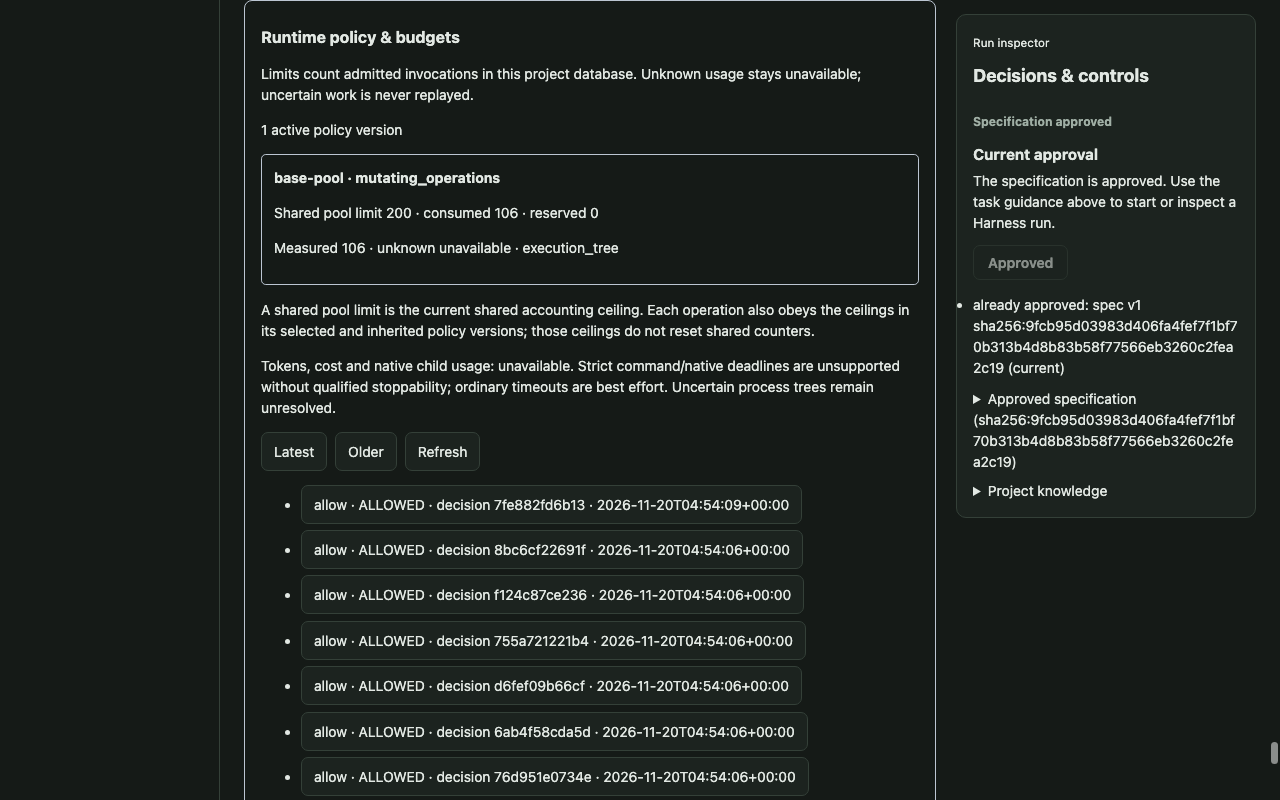 Runtime policy & budgets
Limits count admitted invocations in this project database. Unknown usage stays unavailable;
uncertain work is never replayed.
1 active policy version
base-pool · mutating_operations
Shared pool limit 200 · consumed 106 · reserved 0
Measured 106 · unknown unavailable · execution_tree
A shared pool limit is the current shared accounting ceiling. Each operation also obeys the ceilings in
its selected and inherited policy versions; those ceilings do not reset shared counters.
Tokens, cost and native child usage: unavailable. Strict command/native deadlines are unsupported
without qualified stoppability; ordinary timeouts are best effort. Uncertain process trees remain
unresolved.
Latest Older Refresh
allow · ALLOWED · decision 7fe882fd6b13 · 2026-11-20T04:54:09+00:00
allow · ALLOWED · decision 8bc6cf22691f · 2026-11-20T04:54:06+00:00
allow · ALLOWED · decision f124c87ce236 · 2026-11-20T04:54:06+00:00
allow · ALLOWED · decision 755a721221b4 · 2026-11-20T04:54:06+00:00
allow · ALLOWED · decision d6fef09b66cf · 2026-11-20T04:54:06+00:00
allow · ALLOWED · decision 6ab4f58cda5d · 2026-11-20T04:54:06+00:00
allow · ALLOWED · decision 76d951e0734e · 2026-11-20T04:54:06+00:00
Run inspector
Decisions & controls
Specification approved
Current approval
The specification is approved. Use the
task guidance above to start or inspect a
Harness run.
Approved
already approved: spec v1
sha256:9fcb95d03983d406fa4fef7f1bf7
0b313b4d8b83b58f77566eb3260c2fea
2c19 (current)
Approved specification
(sha256:9fcb95d03983d406fa4fef7f1bf
70b313b4d8b83b58f77566eb3260c2fe
a2c19)
Project knowledge